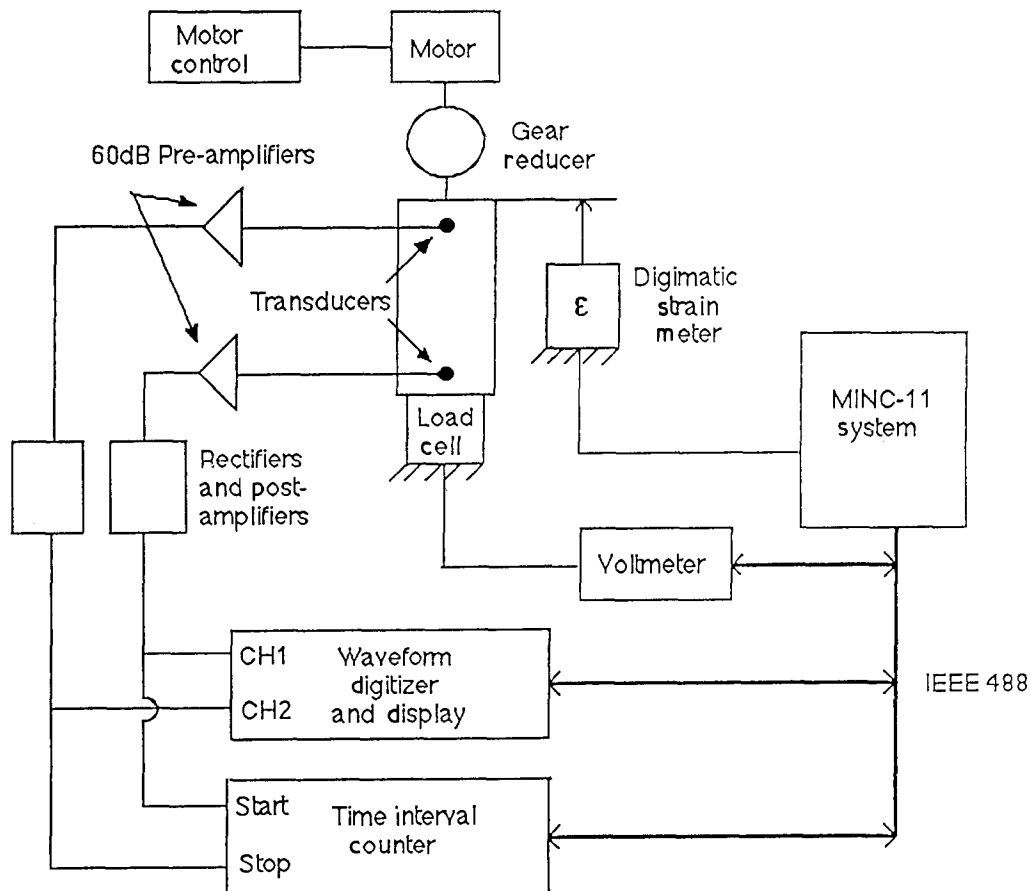 Motor
control
Motor
Gear
reducer
60dB Pre-amplifiers
Transducers
ε
Digimatic
strain
meter
MINC-11
system
Load
cell
Rectifiers
and post-
amplifiers
Voltmeter
CH1
CH2
Waveform
digitizer
and display
IEEE 488
Start
Stop
Time interval
counter